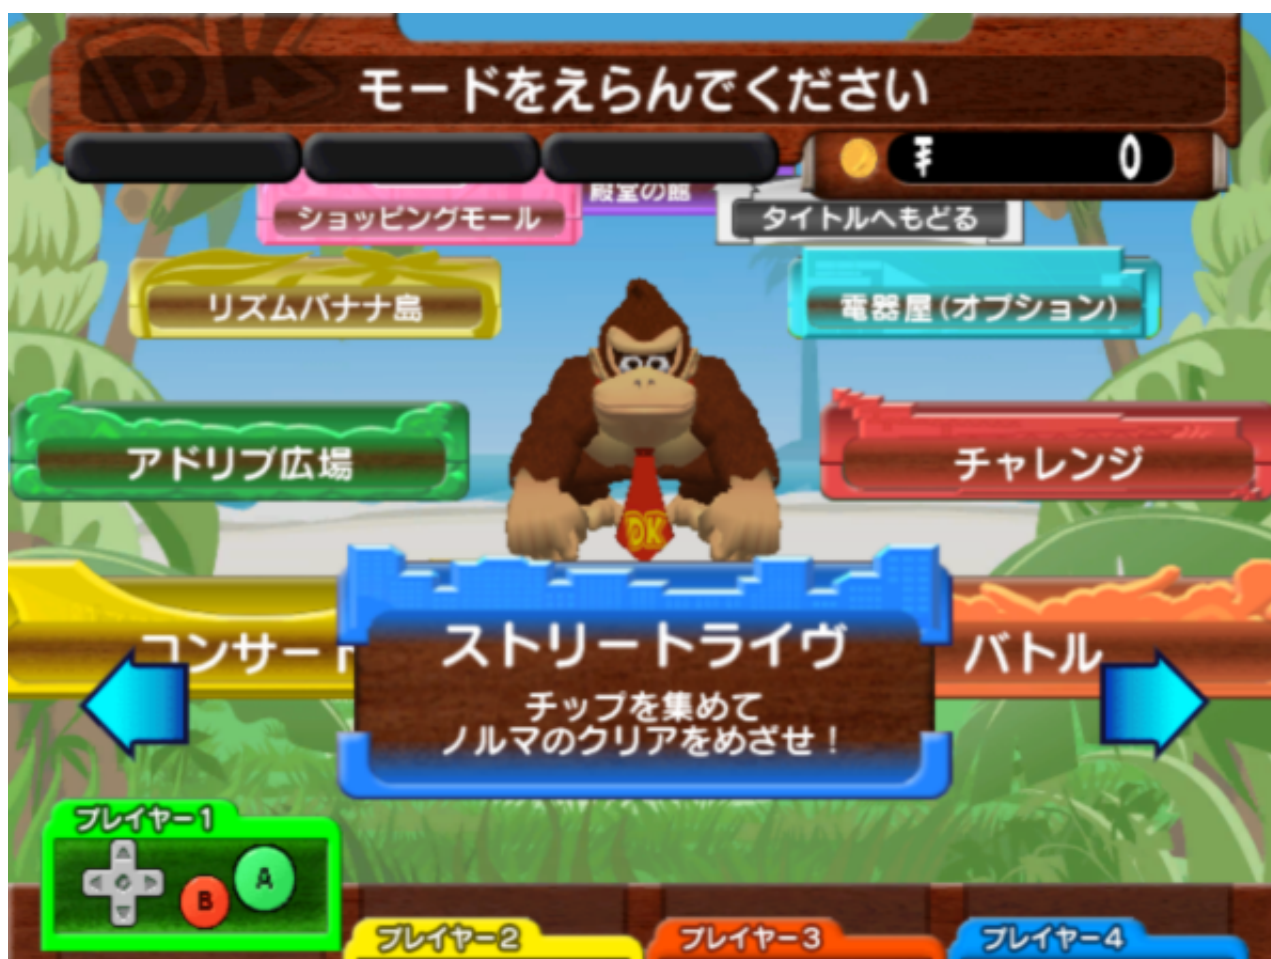 モードをえらんでください
0
殿堂の館
ショッピングモール
タイトルへもどる
リズムバナナ島
電器屋(オプション)
アドリブ広場
チャレンジ
DK
コンサート
ストリートライヴ
バトル
チップを集めて
ノルマのクリアをめざせ!
プレイヤー1
B A
プレイヤー2
プレイヤー3
プレイヤー4